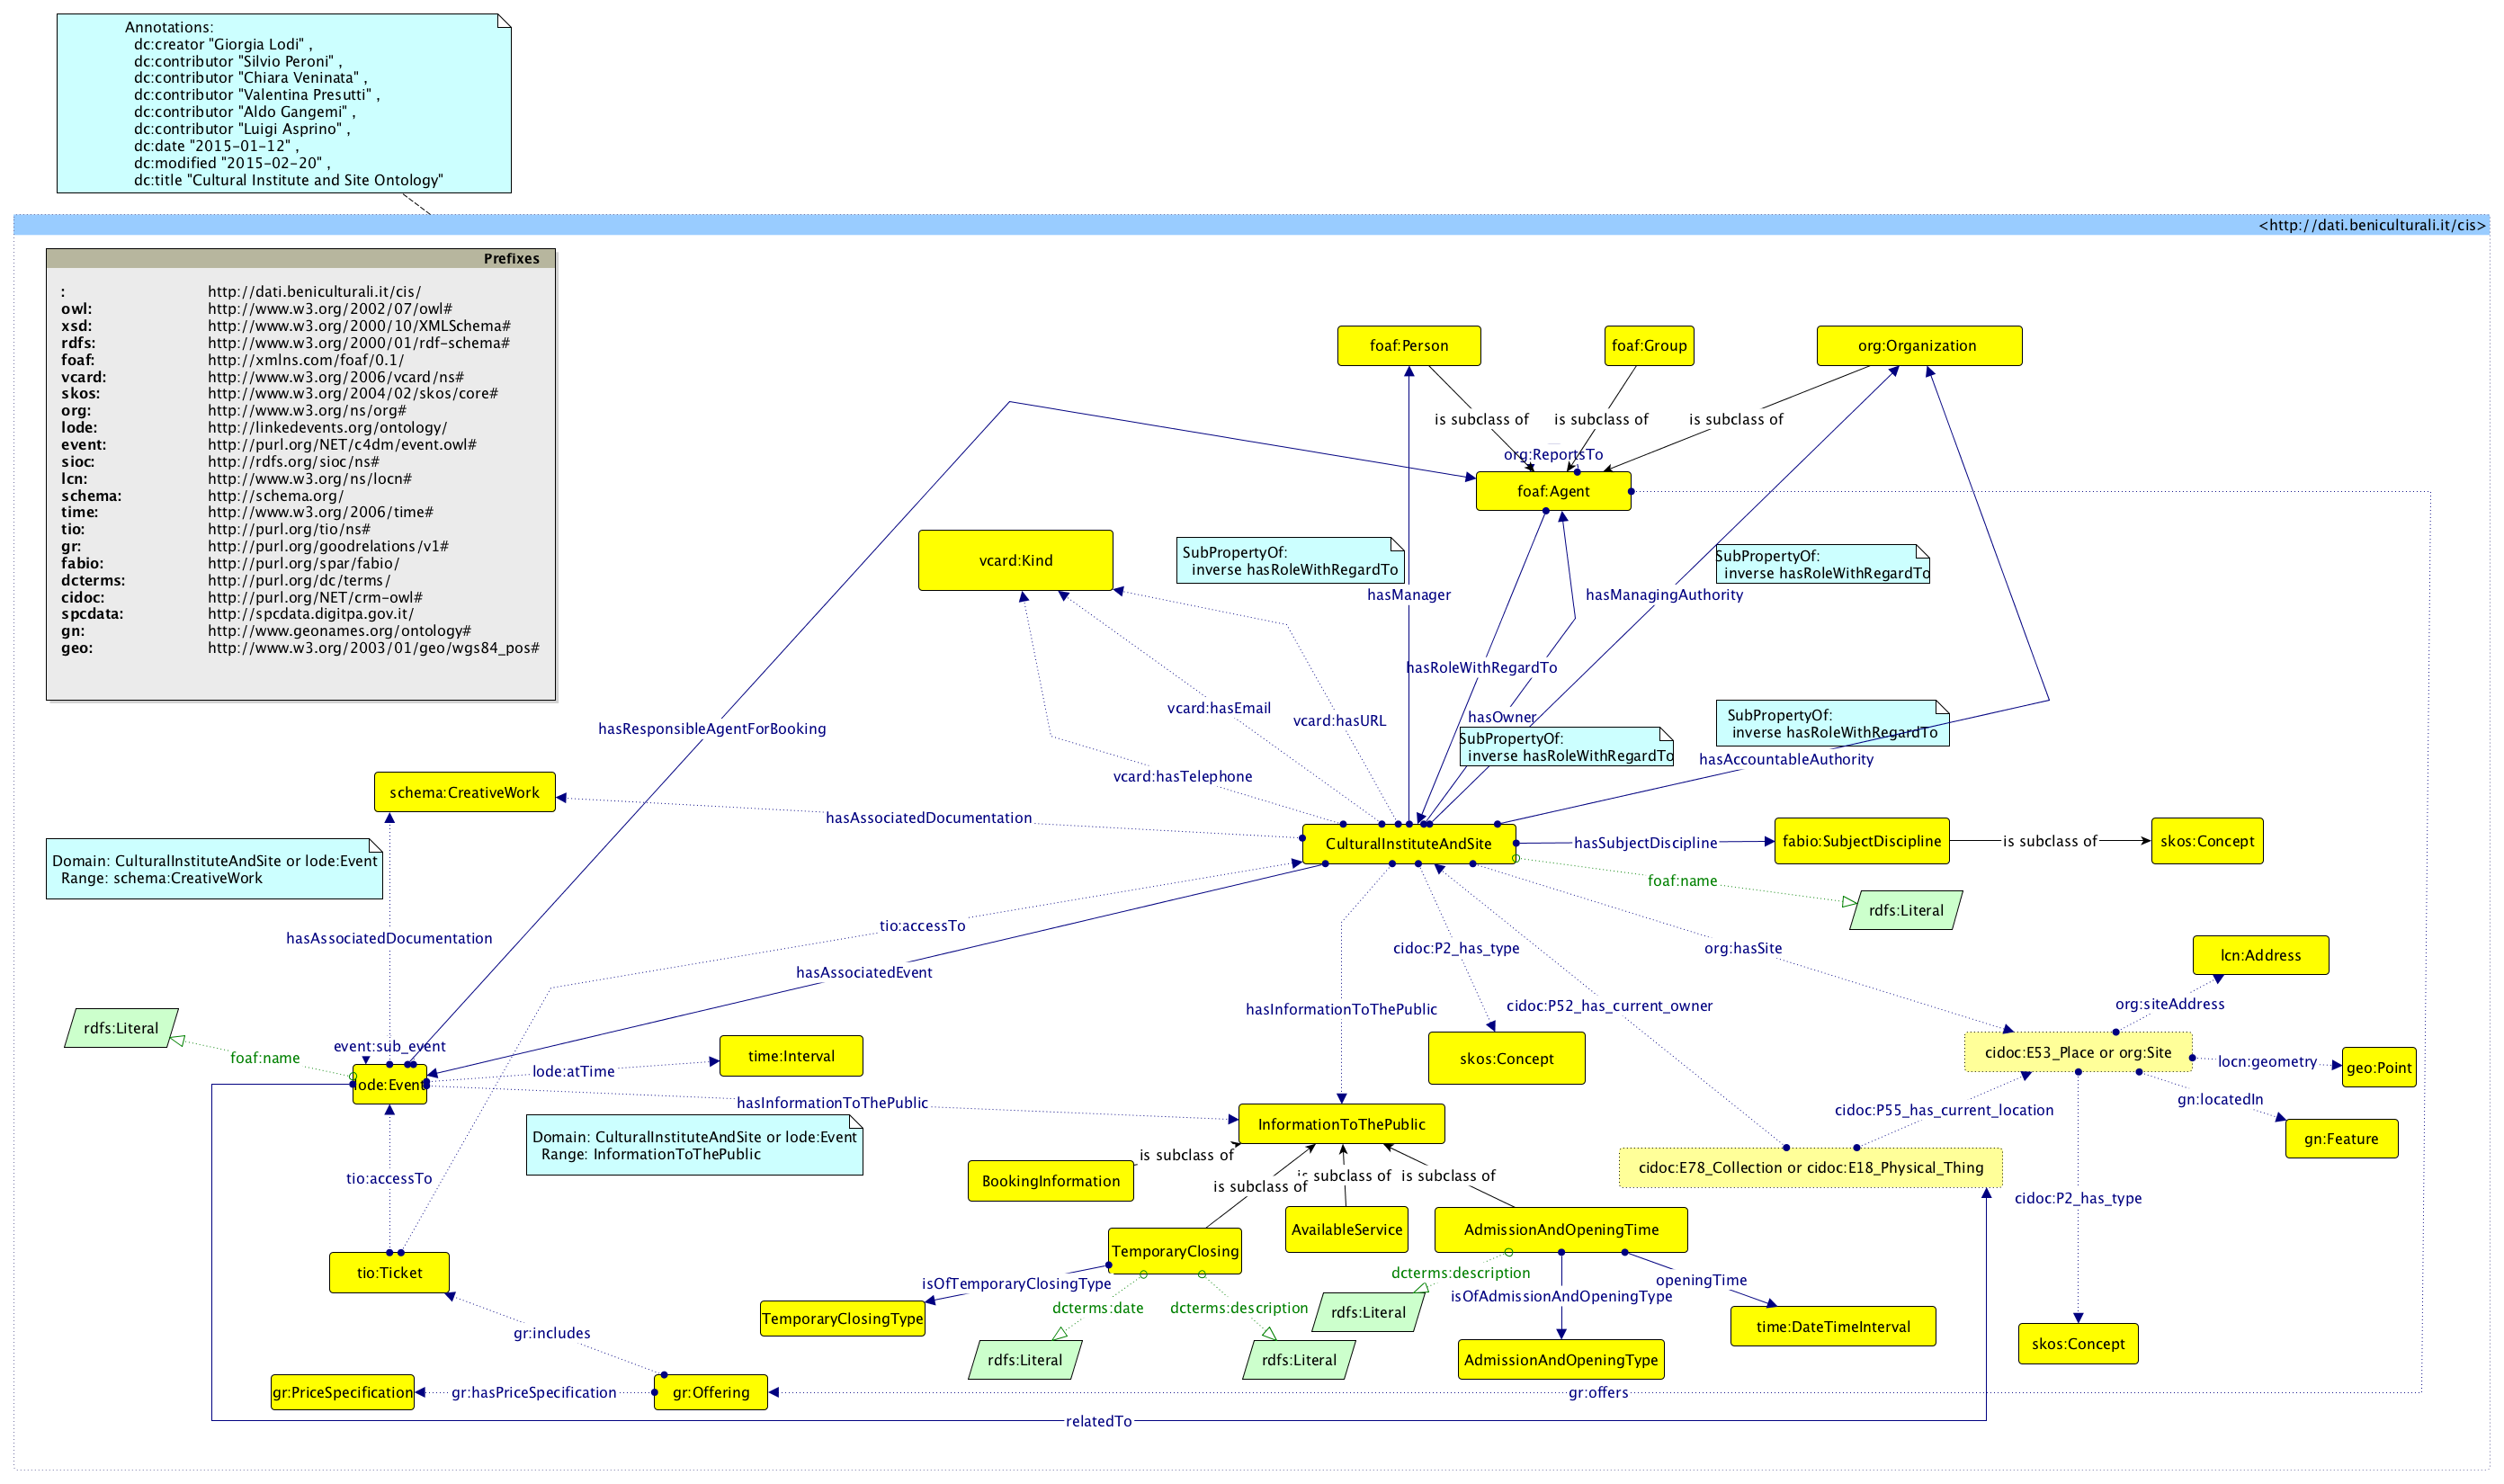 Annotations:
dc:creator "Giorgia Lodi" ,
dc:contributor "Silvio Peroni" ,
dc:contributor "Chiara Veninata" ,
dc:contributor "Valentina Presutti" ,
dc:contributor "Aldo Gangemi" ,
dc:contributor "Luigi Asprino" ,
dc:date "2015-01-12" ,
dc:modified "2015-02-20" ,
dc:title "Cultural Institute and Site Ontology"
<http://dati.beniculturali.it/cis>
Prefixes
: http://dati.beniculturali.it/cis/
owl: http://www.w3.org/2002/07/owl#
xsd: http://www.w3.org/2000/10/XMLSchema#
rdfs: http://www.w3.org/2000/01/rdf-schema#
foaf: http://xmlns.com/foaf/0.1/
vcard: http://www.w3.org/2006/vcard/ns#
skos: http://www.w3.org/2004/02/skos/core#
org: http://www.w3.org/ns/org#
lode: http://linkedevents.org/ontology/
event: http://purl.org/NET/c4dm/event.owl#
sioc: http://rdfs.org/sioc/ns#
lcn: http://www.w3.org/ns/locn#
schema: http://schema.org/
time: http://www.w3.org/2006/time#
tio: http://purl.org/tio/ns#
gr: http://purl.org/goodrelations/v1#
fabio: http://purl.org/spar/fabio/
dcterms: http://purl.org/dc/terms/
cidoc: http://purl.org/NET/crm-owl#
spcdata: http://spcdata.digitpa.gov.it/
gn: http://www.geonames.org/ontology#
geo: http://www.w3.org/2003/01/geo/wgs84_pos#
foaf:Person
foaf:Group
org:Organization
is subclass of
is subclass of
is subclass of
org:ReportsTo
foaf:Agent
vcard:Kind
SubPropertyOf:
inverse hasRoleWithRegardTo
SubPropertyOf:
inverse hasRoleWithRegardTo
hasManager
hasManagingAuthority
hasRoleWithRegardTo
vcard:hasEmail
vcard:hasURL
hasOwner
hasResponsibleAgentForBooking
SubPropertyOf:
inverse hasRoleWithRegardTo
SubPropertyOf:
inverse hasRoleWithRegardTo
hasAccountableAuthority
vcard:hasTelephone
schema:CreativeWork
hasAssociatedDocumentation
CulturalInstituteAndSite
hasSubjectDiscipline
fabio:SubjectDiscipline
is subclass of
skos:Concept
Domain: CulturalInstituteAndSite or lode:Event
Range: schema:CreativeWork
foaf:name
rdfs:Literal
tio:accessTo
hasAssociatedDocumentation
cidoc:P2_has_type
org:hasSite
lcn:Address
hasAssociatedEvent
hasInformationToThePublic
cidoc:P52_has_current_owner
org:siteAddress
rdfs:Literal
foaf:name
event:sub_event
time:Interval
skos:Concept
cidoc:E53_Place or org:Site
locn:geometry
geo:Point
lode:Event
lode:atTime
hasInformationToThePublic
gn:locatedIn
cidoc:P55_has_current_location
InformationToThePublic
gn:Feature
Domain: CulturalInstituteAndSite or lode:Event
Range: InformationToThePublic
is subclass of
BookingInformation
is subclass of
is subclass of
is subclass of
cidoc:E78_Collection or cidoc:E18_Physical_Thing
tio:accessTo
cidoc:P2_has_type
AvailableService
AdmissionAndOpeningTime
TemporaryClosing
tio:Ticket
isOfTemporaryClosingType
dcterms:description
openingTime
isOfAdmissionAndOpeningType
dcterms:date
dcterms:description
rdfs:Literal
TemporaryClosingType
time:DateTimeInterval
gr:includes
skos:Concept
rdfs:Literal
rdfs:Literal
AdmissionAndOpeningType
gr:PriceSpecification
gr:hasPriceSpecification
gr:Offering
gr:offers
relatedTo